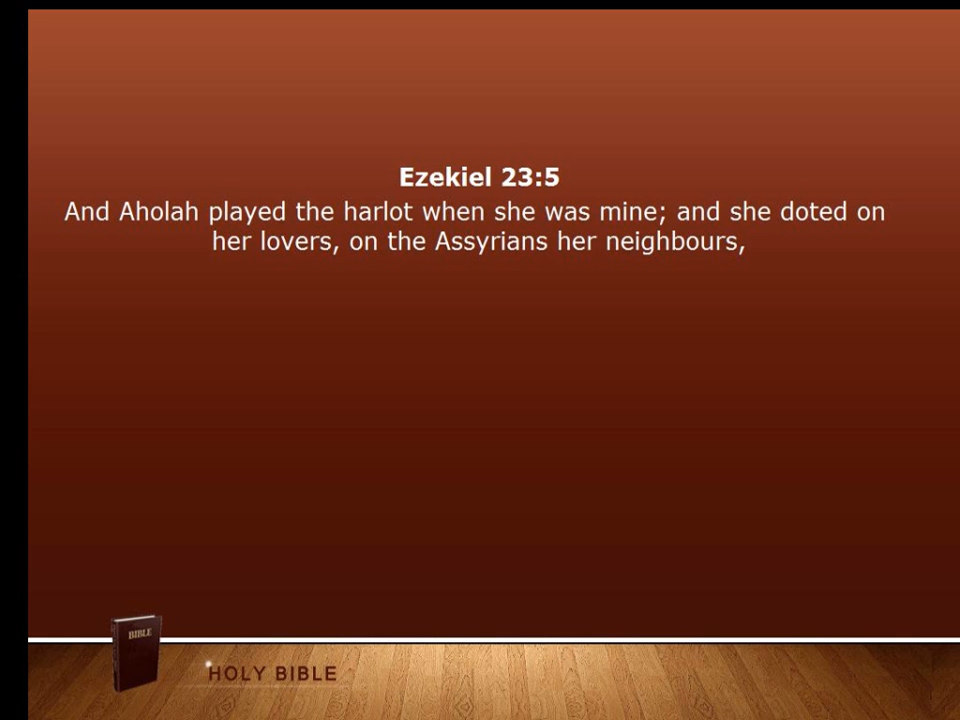 Ezekiel 23:5
And Aholah played the harlot when she was mine; and she doted on
her lovers, on the Assyrians her neighbours,
BIBLE
HOLY BIBLE